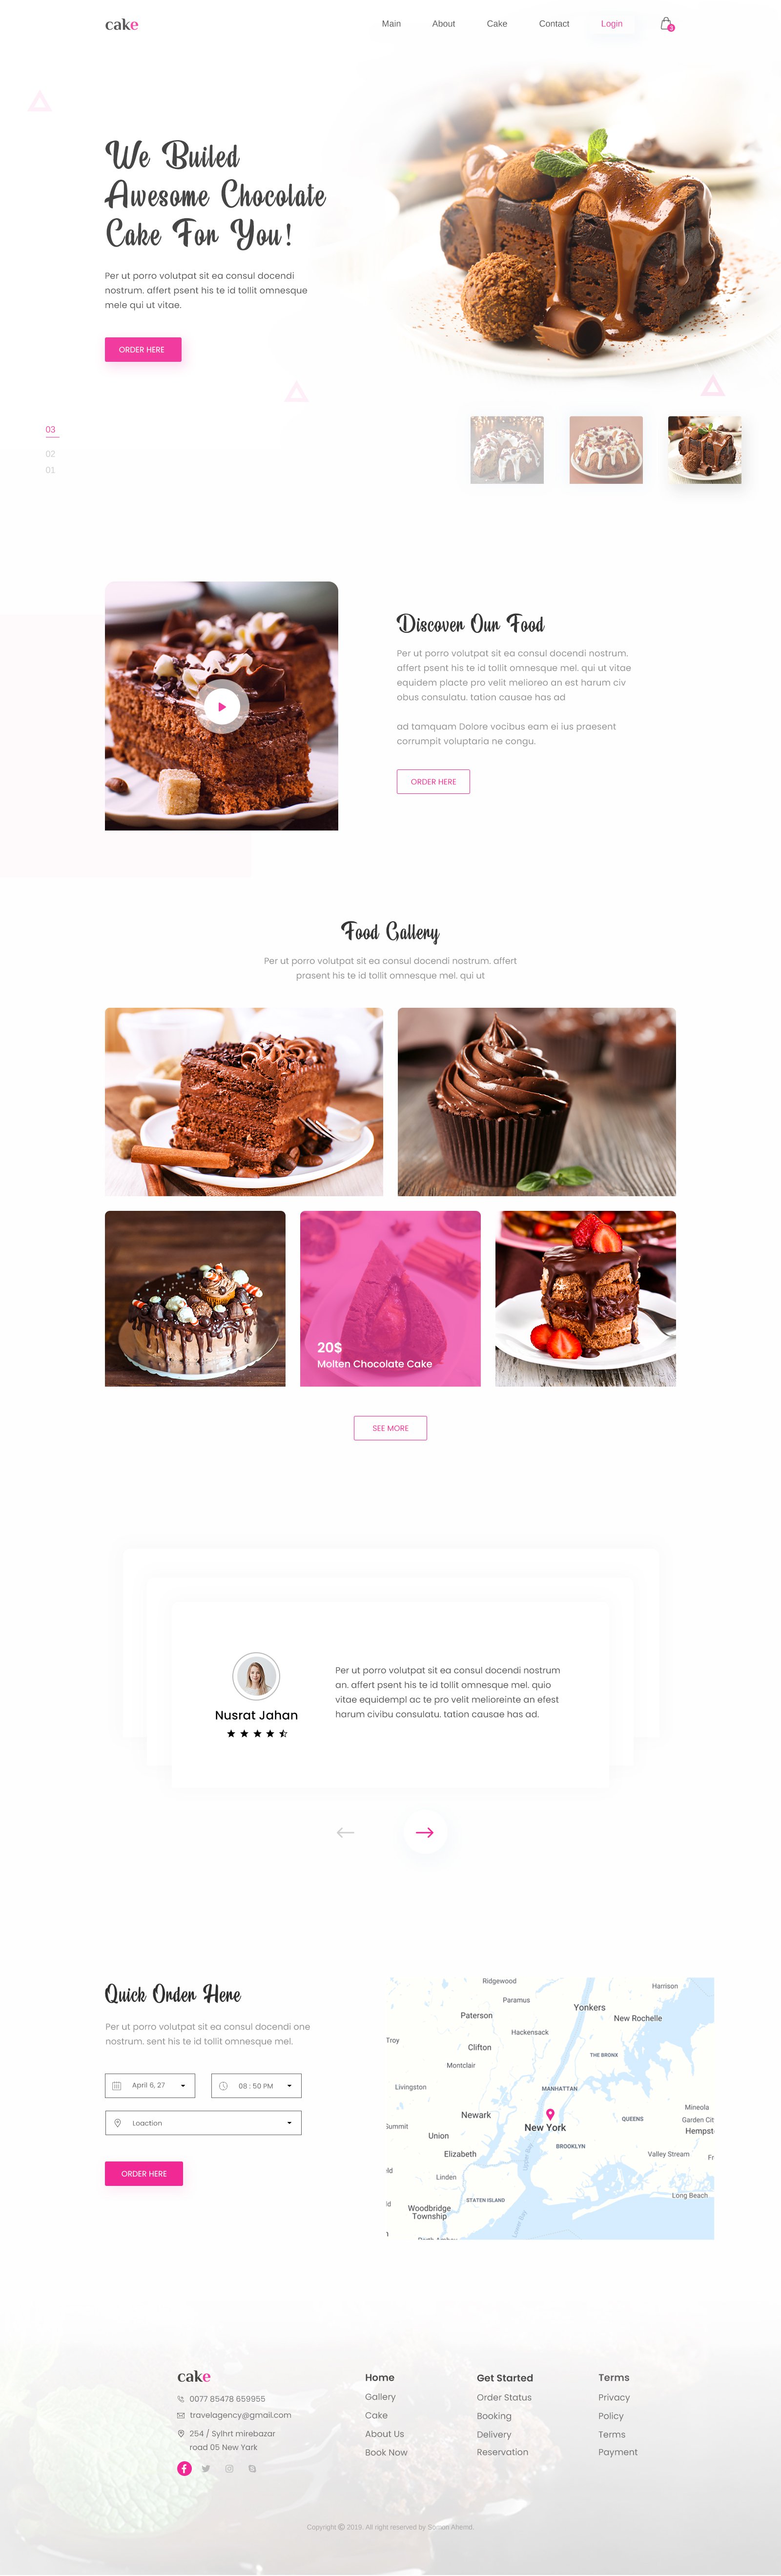 cake
Main About Cake Contact Login
3
We Builed
Awesome Chocolate
Cake For You!
Per ut porro volutpat sit ea consul docendi
nostrum. affert psent his te id tollit omnesque
mele qui ut vitae.
ORDER HERE
03
02
01
Discover Our Food
Per ut porro volutpat sit ea consul docendi nostrum.
affert psent his te id tollit omnesque mel. qui ut vitae
equidem placte pro velit melioreo an est harum civ
obus consulatu. tation causae has ad
ad tamquam Dolore vocibus eam ei ius praesent
corrumpit voluptaria ne congu.
ORDER HERE
Food Gallery
Per ut porro volutpat sit ea consul docendi nostrum. affert
prasent his te id tollit omnesque mel. qui ut
20$
Molten Chocolate Cake
SEE MORE
Nusrat Jahan
Per ut porro volutpat sit ea consul docendi nostrum
an. affert psent his te id tollit omnesque mel. quio
vitae equidempl ac te pro velit melioreinte an efest
harum civibu consulatu. tation causae has ad.
Quick Order Here
Per ut porro volutpat sit ea consul docendi one
nostrum. sent his te id tollit omnesque mel.
April 6, 27
08 : 50 PM
Loaction
ORDER HERE
Ridgewood
Harrison
Paramus
Yonkers
Paterson
New Rochelle
Hackensack
Troy
Clifton
THE BRONX
Montclair
Livingston
MANHATTAN
Mineola
Newark
QUEENS
Garden Cit
Summit
New York
Hempst
Union
BROOKLYN
Elizabeth
Valley Stream
Fr
ld
Linden
Upper Bay
Long Beach
STATEN ISLAND
Woodbridge
Township
Lower Bay
Perth Amboy
cake
0077 85478 659955
travelagency@gmail.com
254 / Sylhrt mirebazar
road 05 New Yark
Home
Gallery
Cake
About Us
Book Now
Get Started
Order Status
Booking
Delivery
Reservation
Terms
Privacy
Policy
Terms
Payment
Copyright © 2019. All right reserved by Somon Ahemd.